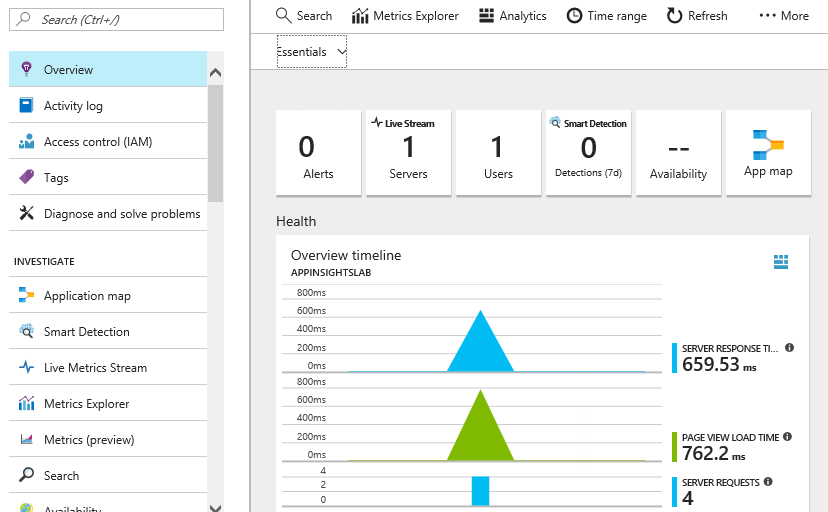 Search (Ctrl+/)
Overview
Activity log
Access control (IAM)
Tags
Diagnose and solve problems
INVESTIGATE
Application map
Smart Detection
Live Metrics Stream
Metrics Explorer
Metrics (preview)
Search
Availability
Search Metrics Explorer Analytics Time range Refresh ··· More
Essentials
0
Alerts
Live Stream
1
Servers
1
Users
Smart Detection
0
Detections (7d)
--
Availability
App map
Health
Overview timeline
APPINSIGHTSLAB
800ms
600ms
400ms
200ms
0ms
SERVER RESPONSE TI...
659.53 ms
800ms
600ms
400ms
200ms
0ms
PAGE VIEW LOAD TIME
762.2 ms
4
2
0
SERVER REQUESTS
4